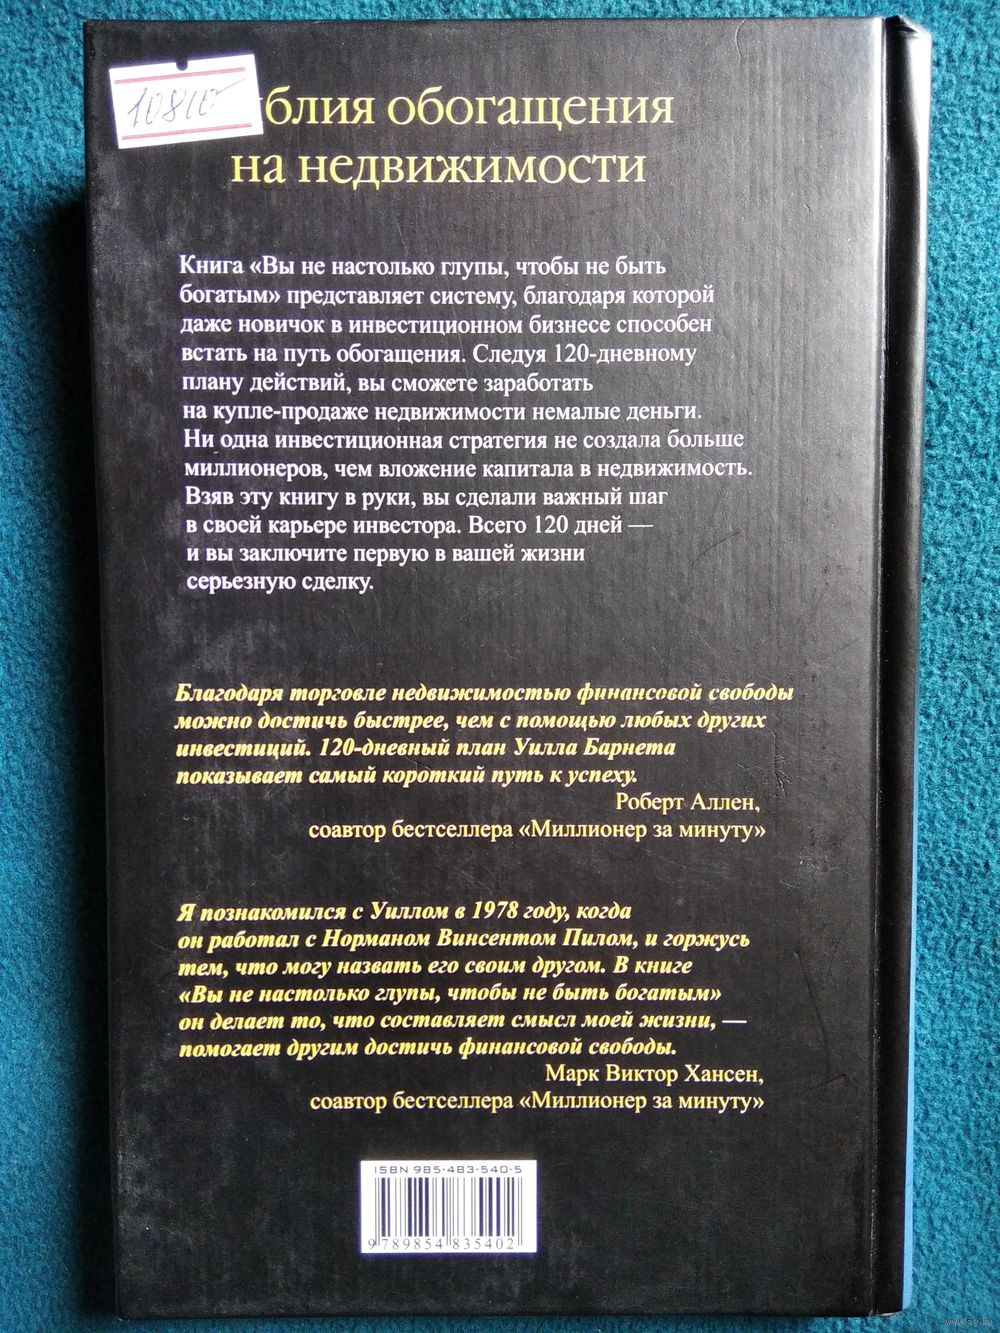 блия обогащения
на недвижимости
Книга «Вы не настолько глупы, чтобы не быть
богатым» представляет систему, благодаря которой
даже новичок в инвестиционном бизнесе способен
встать на путь обогащения. Следуя 120-дневному
плану действий, вы сможете заработать
на купле-продаже недвижимости немалые деньги.
Ни одна инвестиционная стратегия не создала больше
миллионеров, чем вложение капитала в недвижимость.
Взяв эту книгу в руки, вы сделали важный шаг
в своей карьере инвестора. Всего 120 дней —
и вы заключите первую в вашей жизни
серьезную сделку.
Благодаря торговле недвижимостью финансовой свободы
можно достичь быстрее, чем с помощью любых других
инвестиций. 120-дневный план Уилла Барнета
показывает самый короткий путь к успеху.
Роберт Аллен,
соавтор бестселлера «Миллионер за минуту»
Я познакомился с Уиллом в 1978 году, когда
он работал с Норманом Винсентом Пилом, и горжусь
тем, что могу назвать его своим другом. В книге
«Вы не настолько глупы, чтобы не быть богатым»
он делает то, что составляет смысл моей жизни, —
помогает другим достичь финансовой свободы.
Марк Виктор Хансен,
соавтор бестселлера «Миллионер за минуту»
ISBN 985-483-540-5
9 789854 835402
www.ay.by